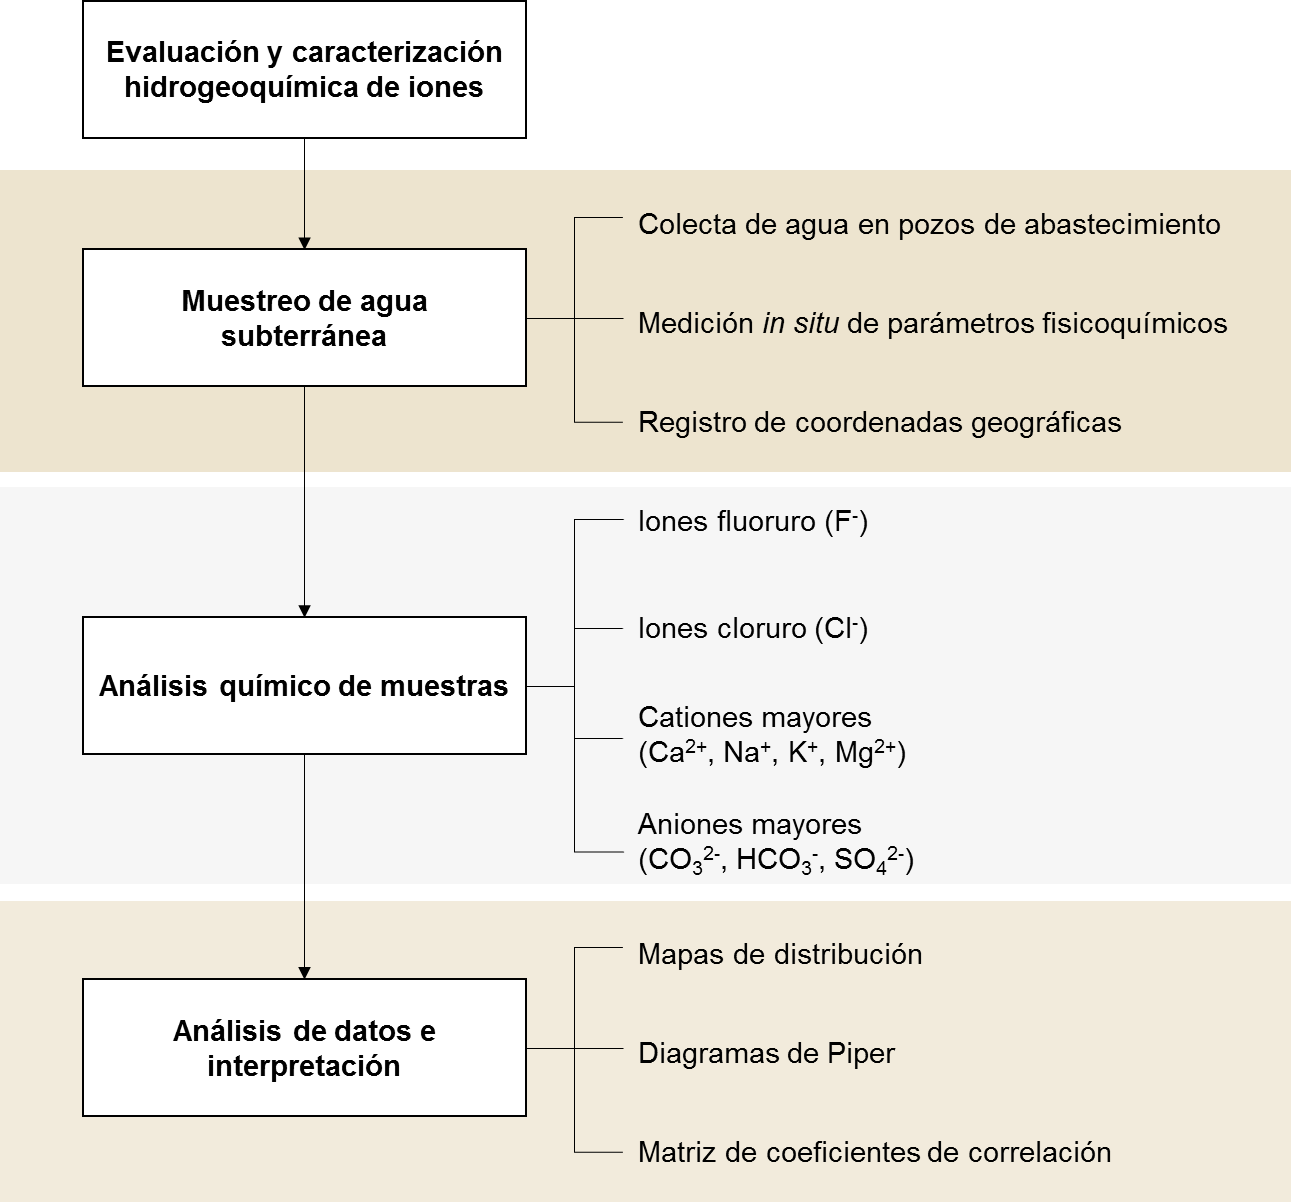 Evaluación y caracterización
hidrogeoquímica de iones
Muestreo de agua
subterránea
Colecta de agua en pozos de abastecimiento
Medición in situ de parámetros fisicoquímicos
Registro de coordenadas geográficas
Análisis químico de muestras
Iones fluoruro (F⁻)
Iones cloruro (Cl⁻)
Cationes mayores
(Ca²⁺, Na⁺, K⁺, Mg²⁺)
Aniones mayores
(CO₃²⁻, HCO₃⁻, SO₄²⁻)
Análisis de datos e
interpretación
Mapas de distribución
Diagramas de Piper
Matriz de coeficientes de correlación